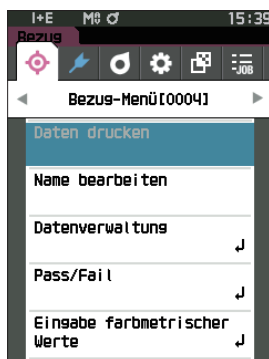 I+E M0 15:39
Bezug
-JOB
Bezug-Menü[0004]
Daten drucken
Name bearbeiten
Datenverwaltung
Pass/Fail
Eingabe farbmetrischer
Werte